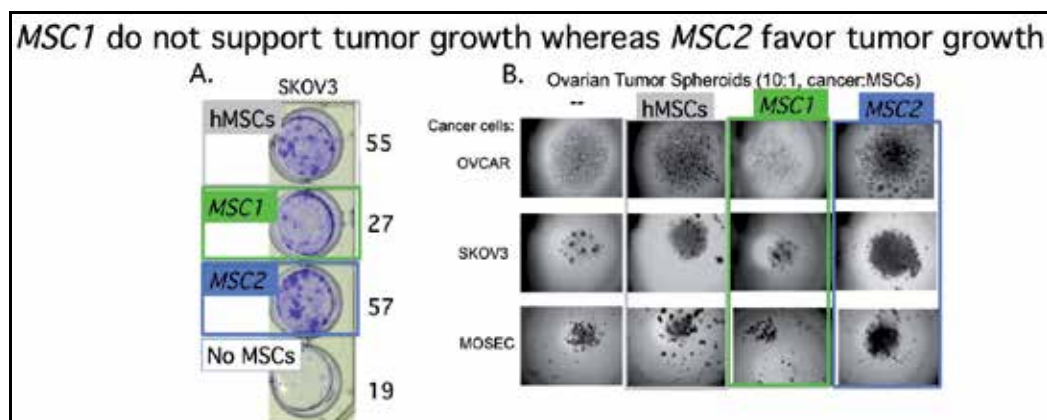 MSC1 do not support tumor growth whereas MSC2 favor tumor growth
A.
SKOV3
hMSCs
55
MSC1
27
MSC2
57
No MSCs
19
B.
Ovarian Tumor Spheroids (10:1, cancer:MSCs)
--
hMSCs
MSC1
MSC2
Cancer cells:
OVCAR
SKOV3
MOSEC